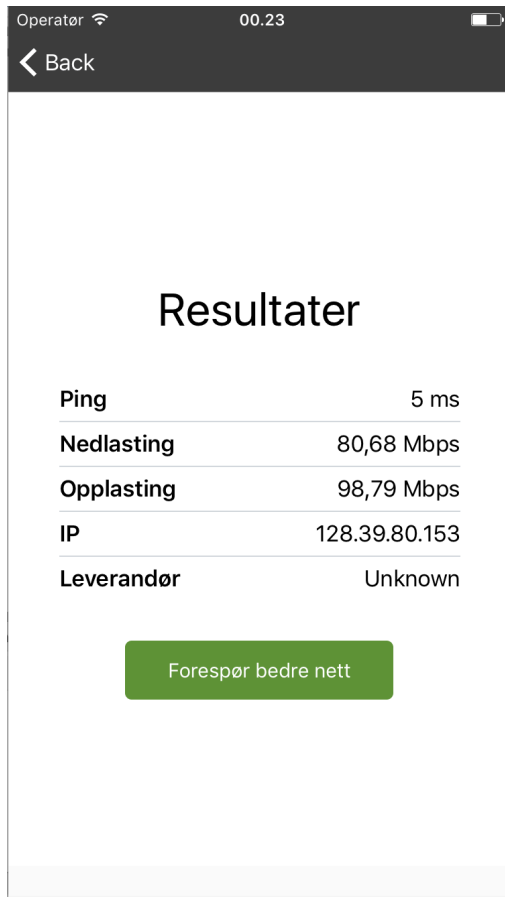 Operatør 00.23
Back
Resultater
Ping 5 ms
Nedlasting 80,68 Mbps
Opplasting 98,79 Mbps
IP 128.39.80.153
Leverandør Unknown
Forespør bedre nett